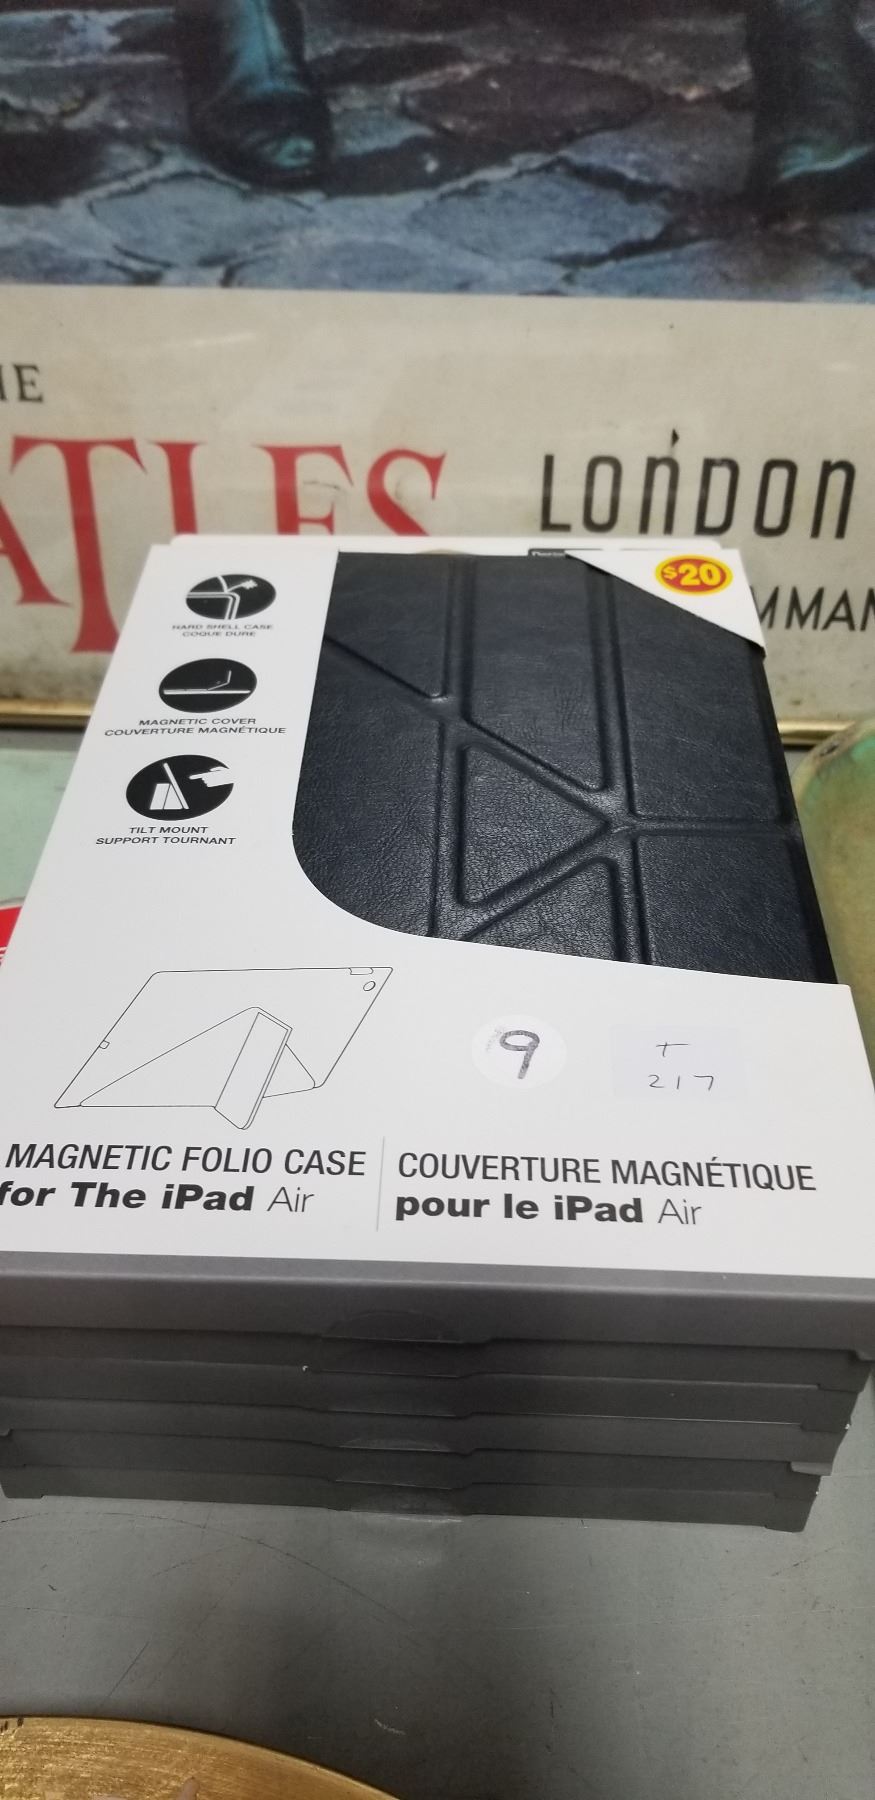 IE
ATLES
LONDON
MMAN
$20
HARD SHELL CASE
COQUE DURE
MAGNETIC COVER
COUVERTURE MAGNÉTIQUE
TILT MOUNT
SUPPORT TOURNANT
9
T
217
MAGNETIC FOLIO CASE
for The iPad Air
COUVERTURE MAGNÉTIQUE
pour le iPad Air